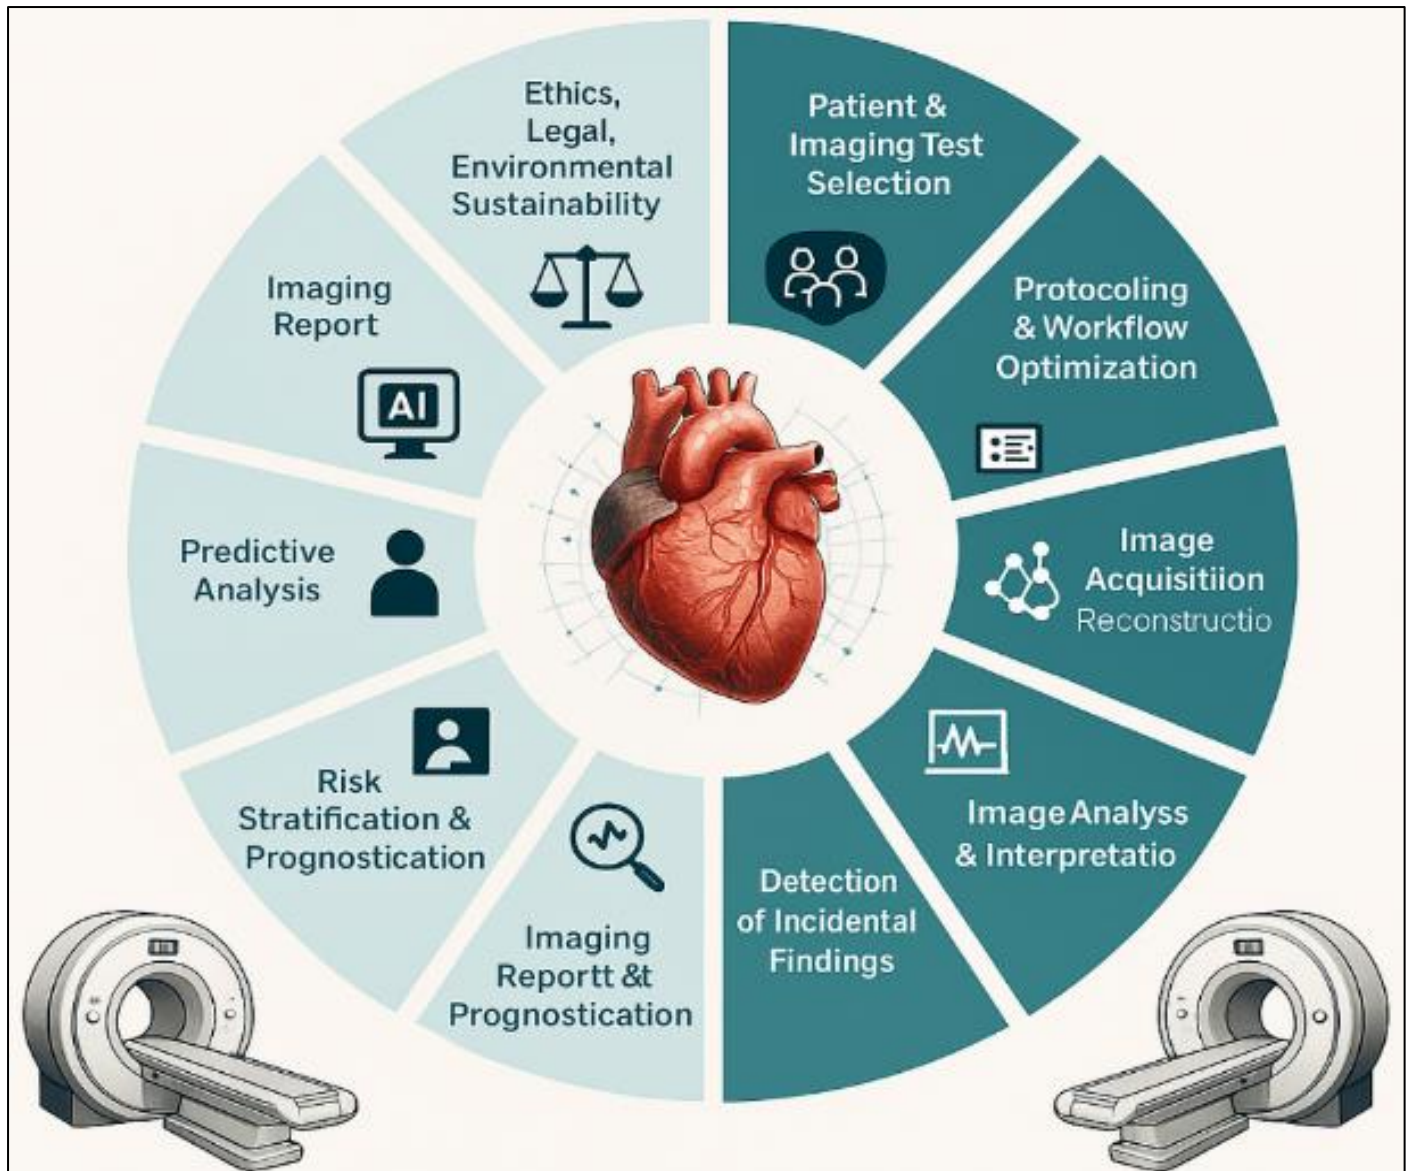 Patient &
Imaging Test
Selection
Protocoling
& Workflow
Optimization
Image
Acquisitiion
Reconstructio
Image Analyss
& Interpretatio
Detection
of Incidental
Findings
Imaging
Reportt &t
Prognostication
Risk
Stratification &
Prognostication
Predictive
Analysis
Imaging
Report
AI
Ethics,
Legal,
Environmental
Sustainability